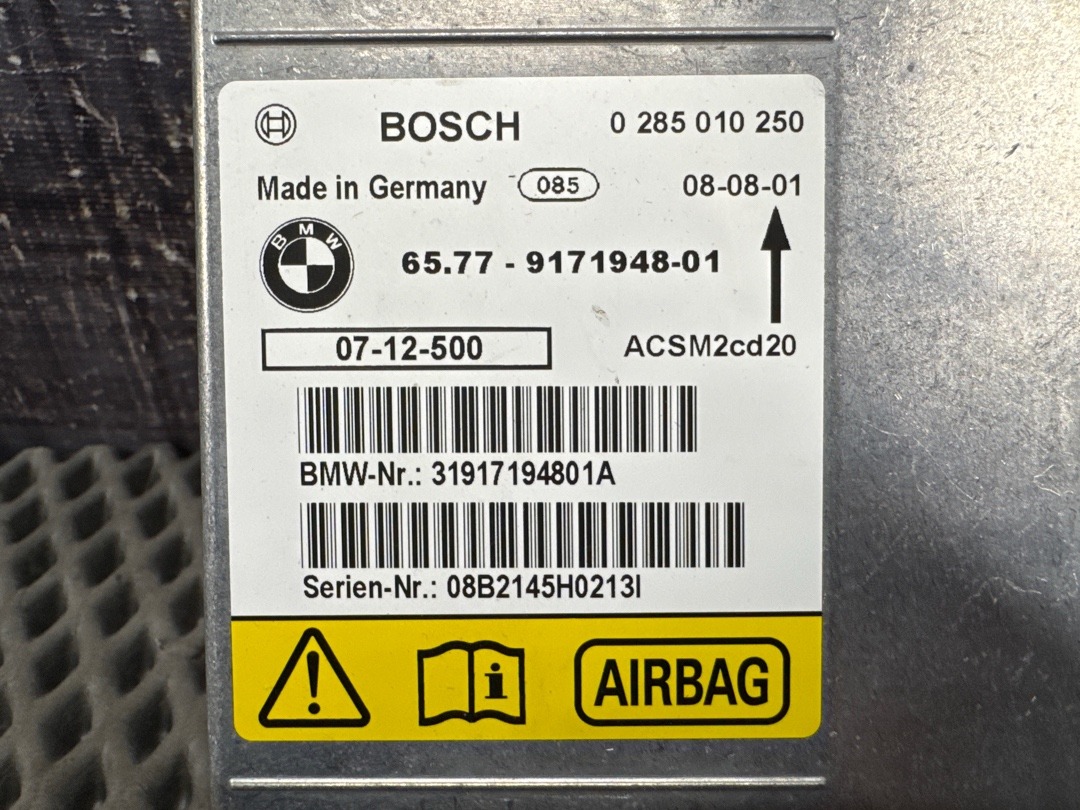 BOSCH 0 285 010 250
Made in Germany 085 08-08-01
BMW 65.77 - 9171948-01
07-12-500 ACSM2cd20
BMW-Nr.: 31917194801A
Serien-Nr.: 08B2145H0213I
i AIRBAG